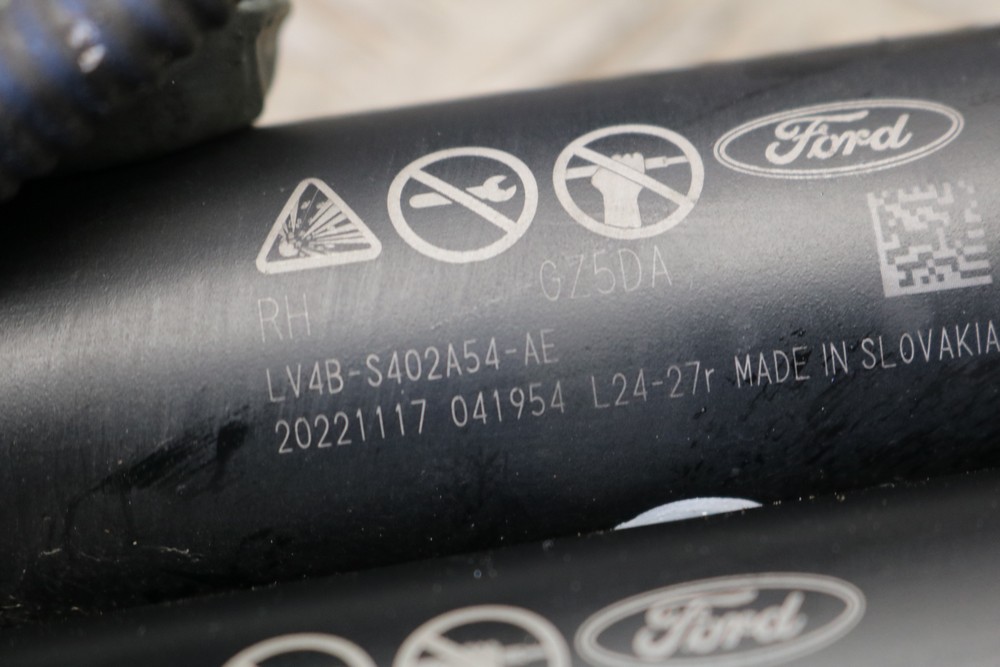 Ford
GZ5DA
RH
LV4B-S402A54-AE
20221117 041954 L24-27r MADE IN SLOVAKIA
Ford